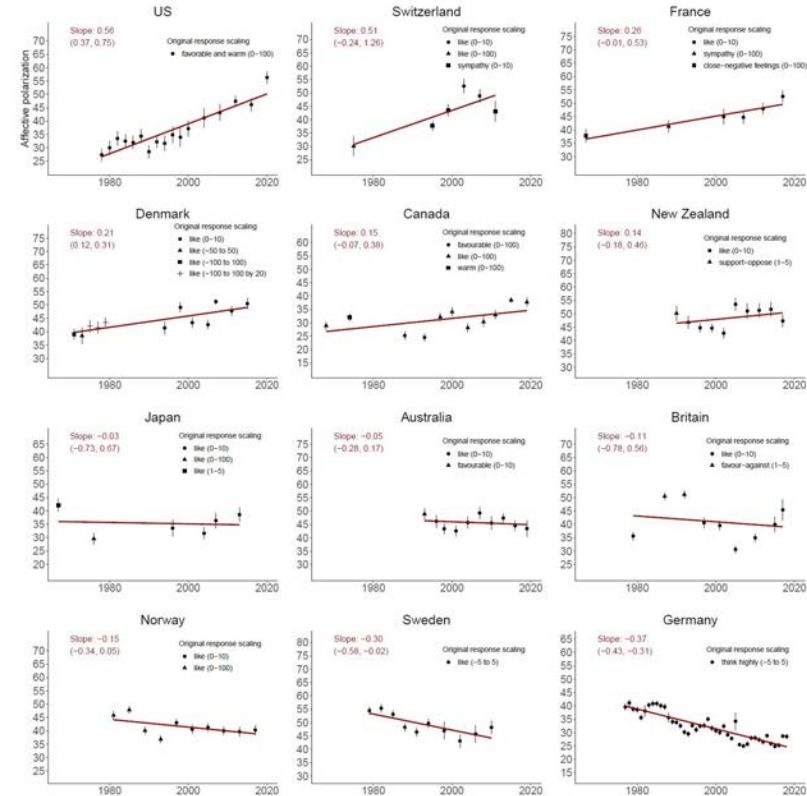 US
Affective polarization
Slope: 0.56
(0.37, 0.75)
Original response scaling
favorable and warm (0−100)
70
65
60
55
50
45
40
35
30
25
1980 2000 2020
Switzerland
Slope: 0.51
(−0.24, 1.26)
Original response scaling
like (0−10)
like (0−100)
sympathy (0−10)
70
65
60
55
50
45
40
35
30
25
1980 2000 2020
France
Slope: 0.26
(−0.01, 0.53)
Original response scaling
like (0−10)
sympathy (0−100)
close−negative feelings (0−100)
75
70
65
60
55
50
45
40
35
30
1980 2000 2020
Denmark
Slope: 0.21
(0.12, 0.31)
Original response scaling
like (0−10)
like (−50 to 50)
like (−100 to 100)
like (−100 to 100 by 20)
75
70
65
60
55
50
45
40
35
30
1980 2000 2020
Canada
Slope: 0.15
(−0.07, 0.38)
Original response scaling
favourable (0−100)
like (0−100)
warm (0−100)
60
55
50
45
40
35
30
25
20
15
1980 2000 2020
New Zealand
Slope: 0.14
(−0.18, 0.46)
Original response scaling
like (0−10)
support−oppose (1−5)
80
75
70
65
60
55
50
45
40
35
1980 2000 2020
Japan
Slope: −0.03
(−0.73, 0.67)
Original response scaling
like (0−10)
like (0−100)
like (1−5)
65
60
55
50
45
40
35
30
25
20
1980 2000 2020
Australia
Slope: −0.05
(−0.28, 0.17)
Original response scaling
like (0−10)
favourable (0−10)
70
65
60
55
50
45
40
35
30
25
1980 2000 2020
Britain
Slope: −0.11
(−0.78, 0.56)
Original response scaling
like (0−10)
favour−against (1−5)
70
65
60
55
50
45
40
35
30
25
1980 2000 2020
Norway
Slope: −0.15
(−0.34, 0.05)
Original response scaling
like (0−10)
like (0−100)
70
65
60
55
50
45
40
35
30
25
1980 2000 2020
Sweden
Slope: −0.30
(−0.58, −0.02)
Original response scaling
like (−5 to 5)
80
75
70
65
60
55
50
45
40
35
30
1980 2000 2020
Germany
Slope: −0.37
(−0.43, −0.31)
Original response scaling
think highly (−5 to 5)
65
60
55
50
45
40
35
30
25
20
15
1980 2000 2020